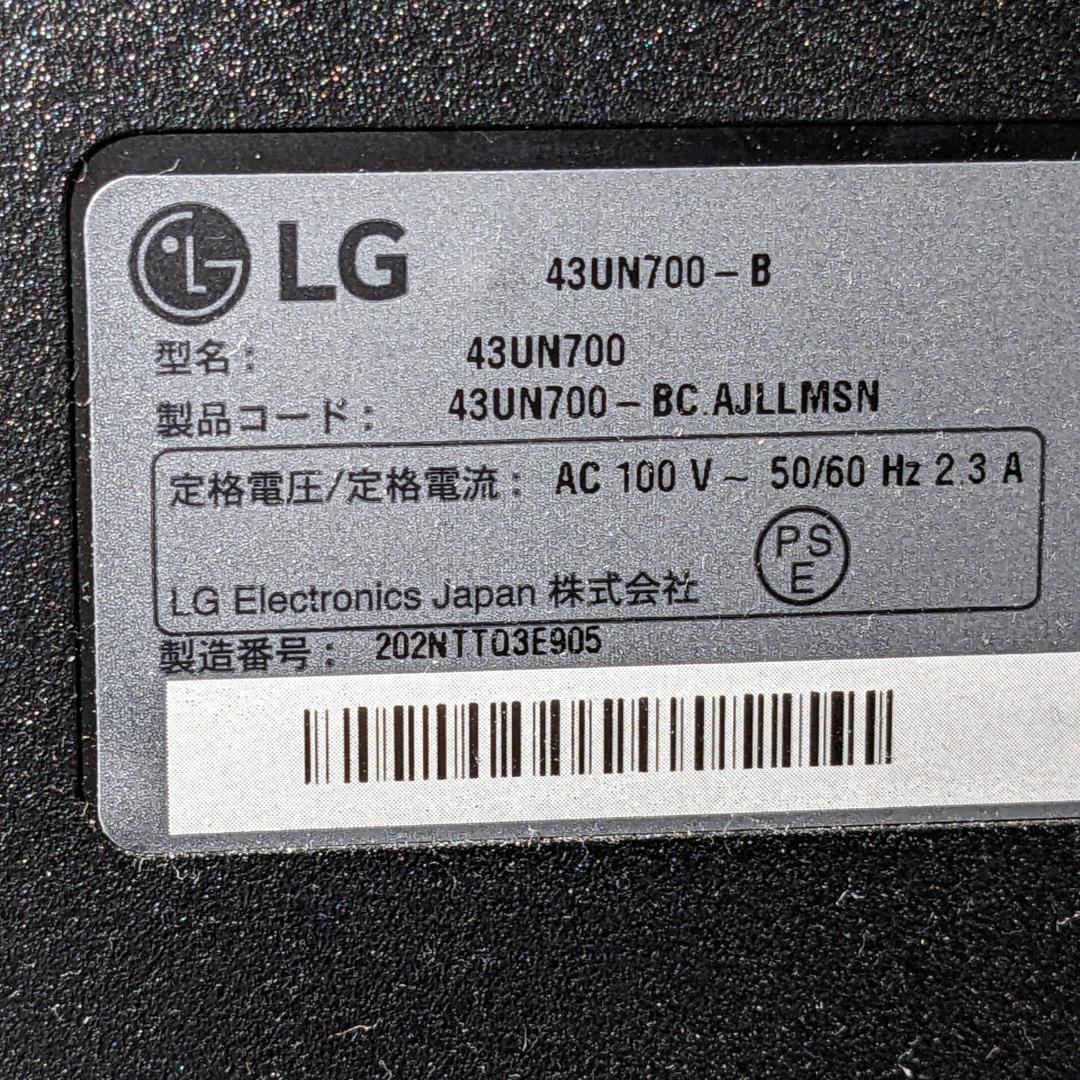 LG 43UN700-B
型名: 43UN700
製品コード: 43UN700-BC.AJLLMSN
定格電圧/定格電流: AC 100 V~ 50/60 Hz 2.3 A
PS
E
LG Electronics Japan 株式会社
製造番号: 202NTTQ3E905